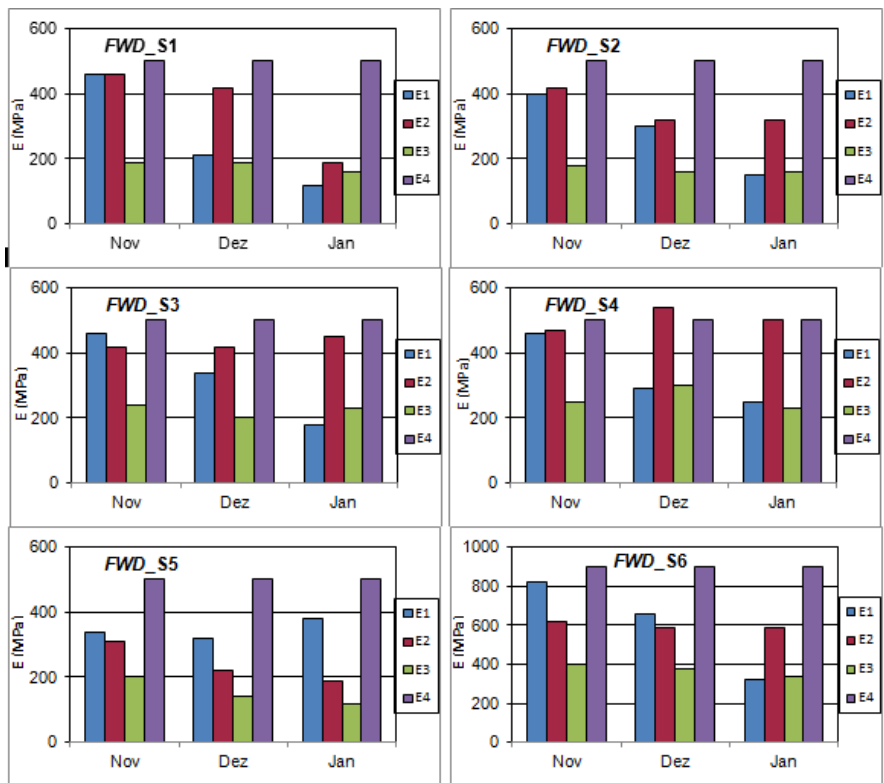 FWD_S1
E (MPa)
600
400
200
0
Nov Dez Jan
E1
E2
E3
E4
FWD_S2
E (MPa)
600
400
200
0
Nov Dez Jan
E1
E2
E3
E4
FWD_S3
E (MPa)
600
400
200
0
Nov Dez Jan
E1
E2
E3
E4
FWD_S4
E (MPa)
600
400
200
0
Nov Dez Jan
E1
E2
E3
E4
FWD_S5
E (MPa)
600
400
200
0
Nov Dez Jan
E1
E2
E3
E4
FWD_S6
E (MPa)
1000
800
600
400
200
0
Nov Dez Jan
E1
E2
E3
E4